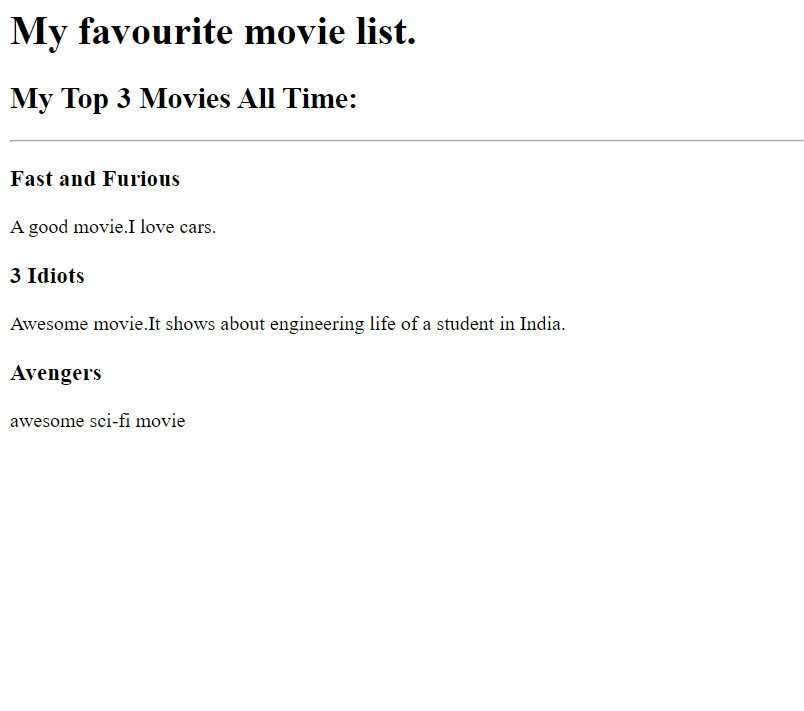 My favourite movie list.
My Top 3 Movies All Time:
Fast and Furious
A good movie.I love cars.
3 Idiots
Awesome movie.It shows about engineering life of a student in India.
Avengers
awesome sci-fi movie